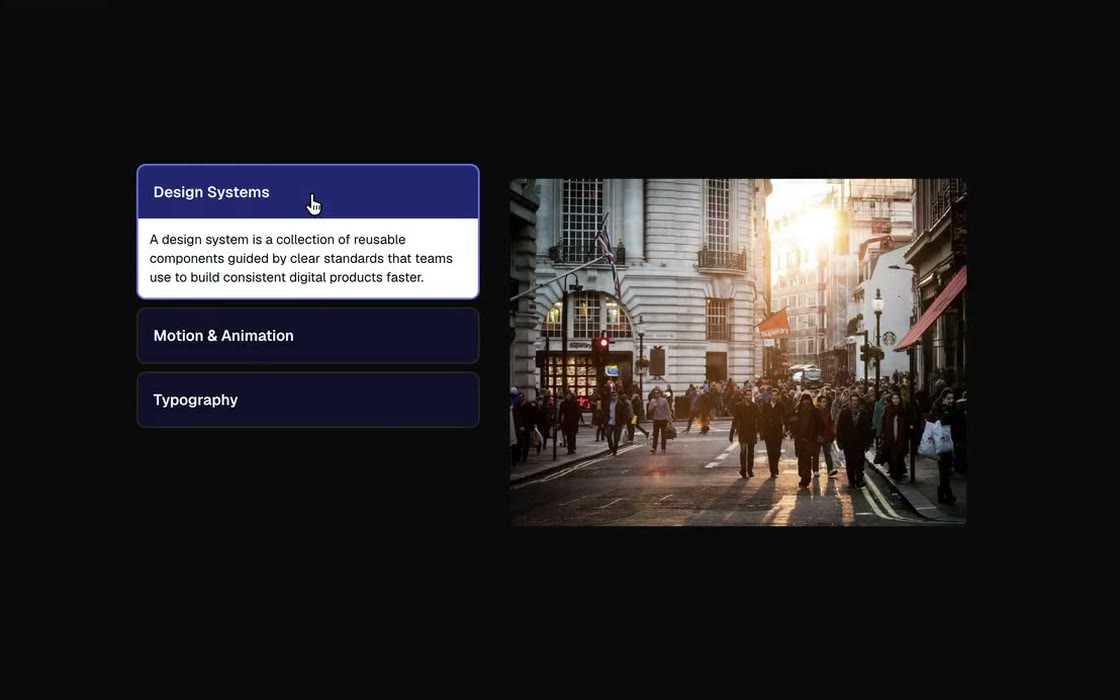 Design Systems
A design system is a collection of reusable
components guided by clear standards that teams
use to build consistent digital products faster.
Motion & Animation
Typography
Superdry